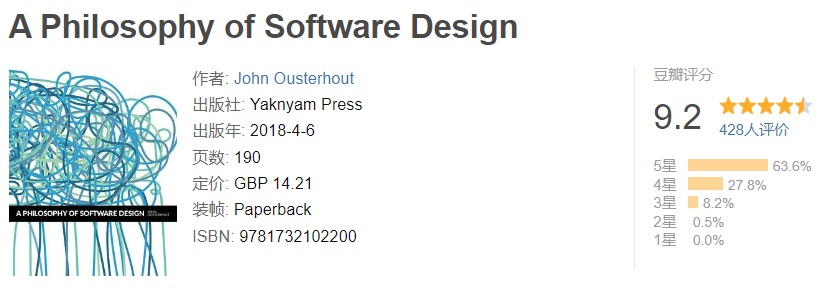 A Philosophy of Software Design
A PHILOSOPHY OF SOFTWARE DESIGN
作者: John Ousterhout
出版社: Yaknyam Press
出版年: 2018-4-6
页数: 190
定价: GBP 14.21
装帧: Paperback
ISBN: 9781732102200
豆瓣评分
9.2
428人评价
5星 63.6%
4星 27.8%
3星 8.2%
2星 0.5%
1星 0.0%